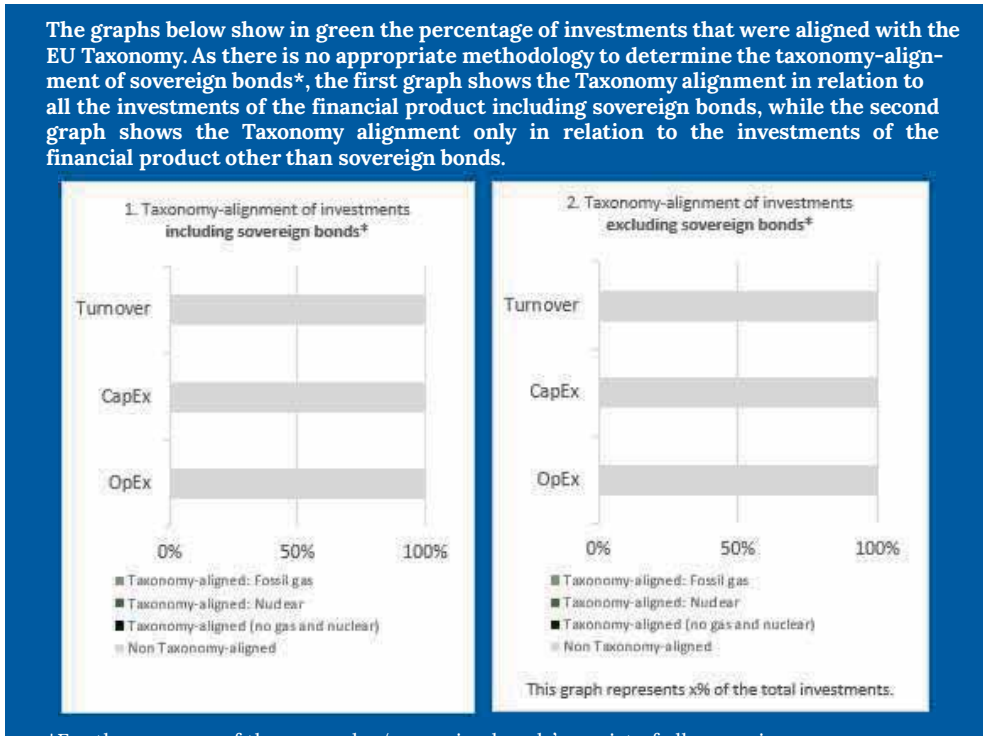 The graphs below show in green the percentage of investments that were aligned with the
EU Taxonomy. As there is no appropriate methodology to determine the taxonomy-align-
ment of sovereign bonds*, the first graph shows the Taxonomy alignment in relation to
all the investments of the financial product including sovereign bonds, while the second
graph shows the Taxonomy alignment only in relation to the investments of the
financial product other than sovereign bonds.
1. Taxonomy-alignment of investments
including sovereign bonds*
Turnover
CapEx
OpEx
0% 50% 100%
Taxonomy-aligned: Fossil gas
Taxonomy-aligned: Nuclear
Taxonomy-aligned (no gas and nuclear)
Non Taxonomy-aligned
2. Taxonomy-alignment of investments
excluding sovereign bonds*
Turnover
CapEx
OpEx
0% 50% 100%
Taxonomy-aligned: Fossil gas
Taxonomy-aligned: Nuclear
Taxonomy-aligned (no gas and nuclear)
Non Taxonomy-aligned
This graph represents x% of the total investments.